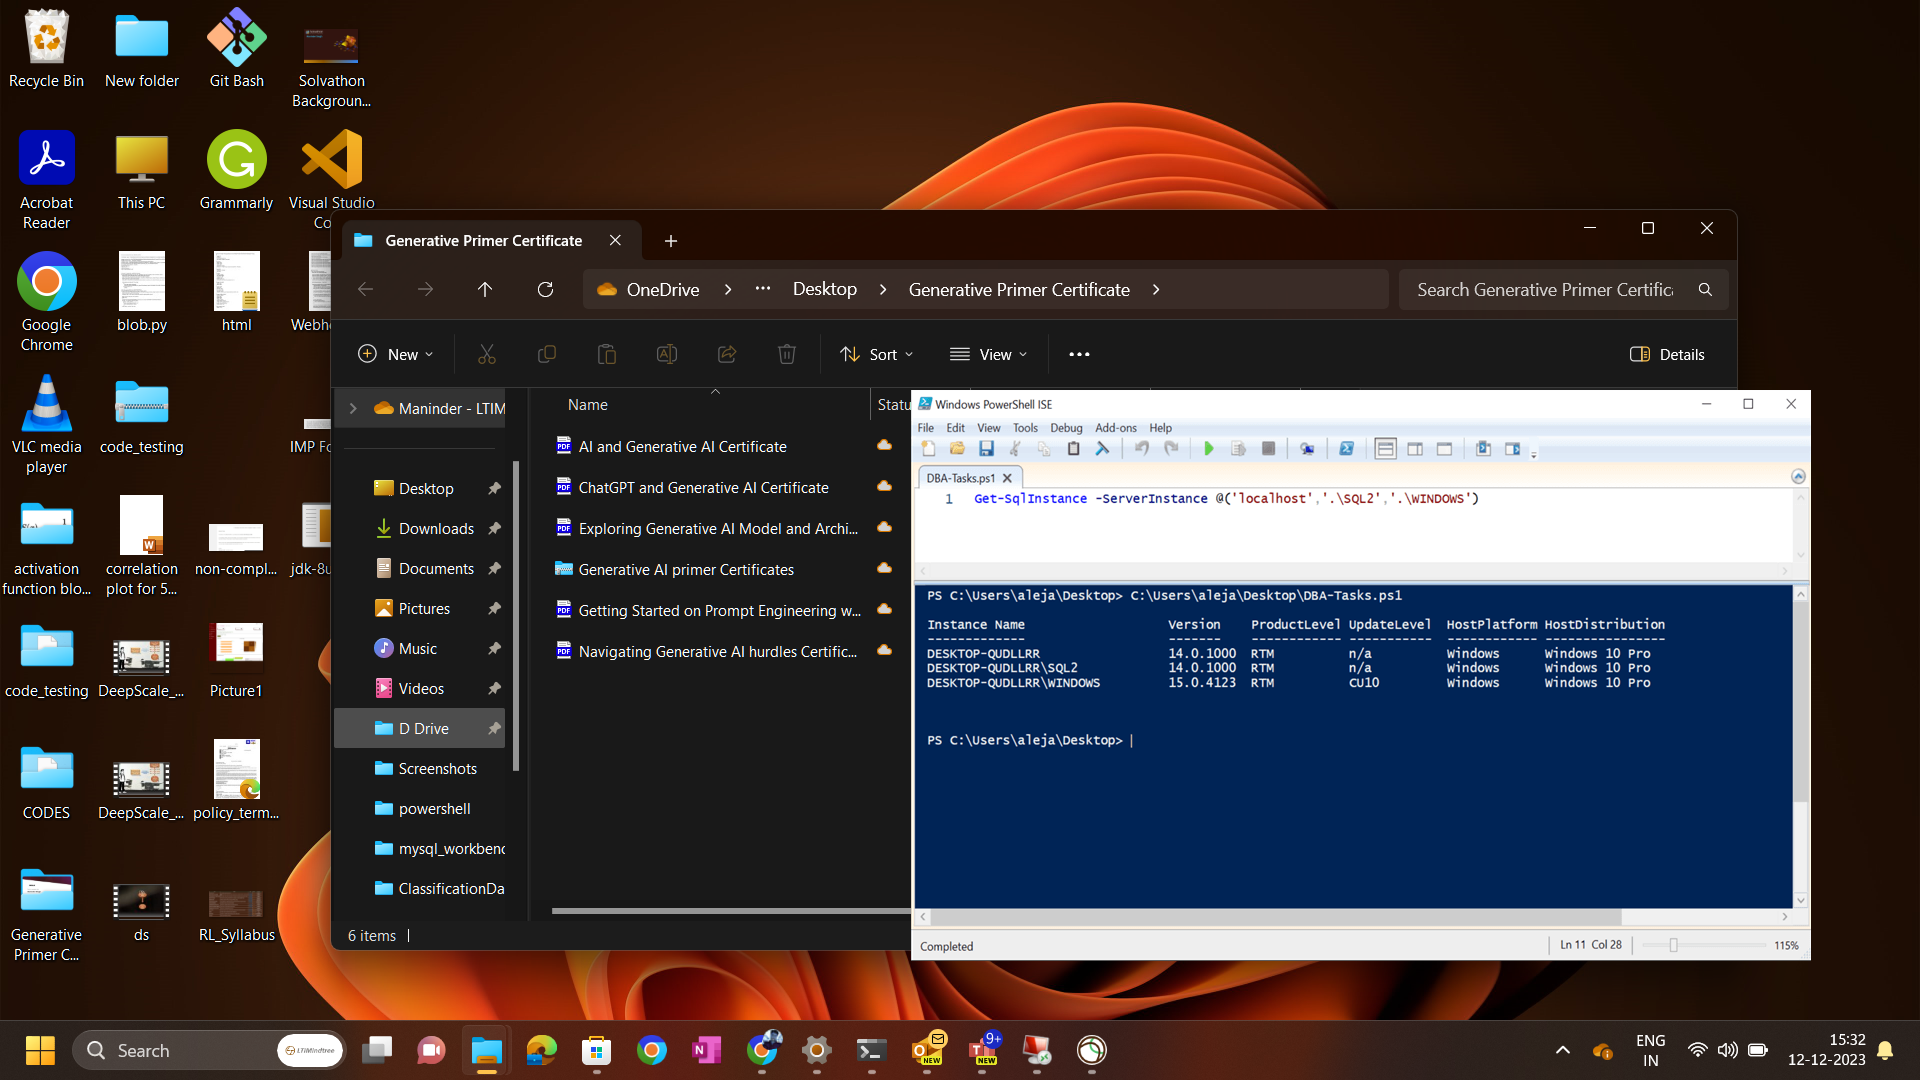 Recycle Bin
New folder
Git Bash
Solvathon
Backgroun...
Acrobat
Reader
This PC
Grammarly
Visual Studio
Co
Google
Chrome
blob.py
html
Webh
VLC media
player
code_testing
IMP Fo
activation
function blo...
correlation
plot for 5...
non-compl...
jdk-8u
code_testing
DeepScale_...
Picture1
CODES
DeepScale_...
policy_term...
Generative
Primer C...
ds
RL_Syllabus
Generative Primer Certificate
OneDrive
Desktop
Generative Primer Certificate
Search Generative Primer Certific
New
Sort
View
Details
Maninder - LTIM
Desktop
Downloads
Documents
Pictures
Music
Videos
D Drive
Screenshots
powershell
mysql_workbenc
ClassificationDa
Name
Statu
AI and Generative AI Certificate
ChatGPT and Generative AI Certificate
Exploring Generative AI Model and Archi...
Generative AI primer Certificates
Getting Started on Prompt Engineering w...
Navigating Generative AI hurdles Certific...
6 items
Windows PowerShell ISE
File Edit View Tools Debug Add-ons Help
DBA-Tasks.ps1
1 Get-SqlInstance -ServerInstance @('localhost','.\SQL2','.\WINDOWS')
PS C:\Users\aleja\Desktop> C:\Users\aleja\Desktop\DBA-Tasks.ps1
Instance Name Version ProductLevel UpdateLevel HostPlatform HostDistribution
------------- ------- ------------ ----------- ------------ ----------------
DESKTOP-QUDLLRR 14.0.1000 RTM n/a Windows Windows 10 Pro
DESKTOP-QUDLLRR\SQL2 14.0.1000 RTM n/a Windows Windows 10 Pro
DESKTOP-QUDLLRR\WINDOWS 15.0.4123 RTM CU10 Windows Windows 10 Pro
PS C:\Users\aleja\Desktop>
Completed
Ln 11 Col 28
115%
Search
LTIMindtree
9+
NEW
NEW
ENG
IN
15:32
12-12-2023